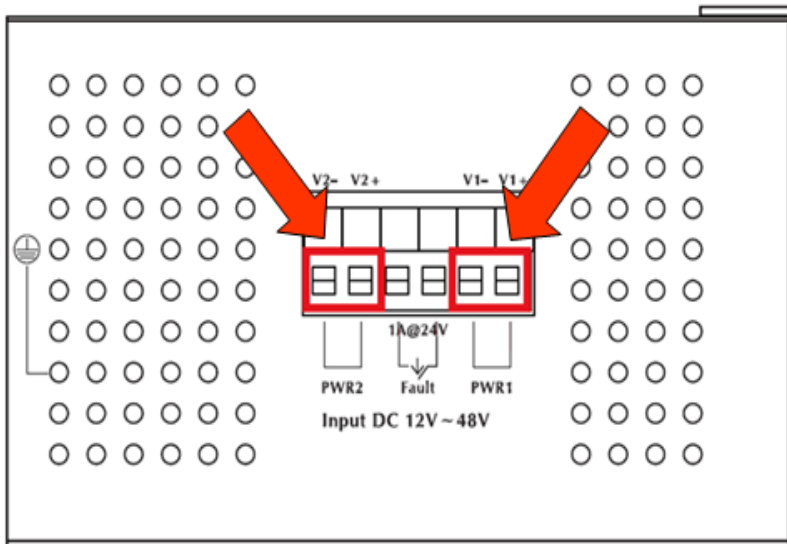 V2- V2+ V1- V1+
1A@24V
PWR2 Fault PWR1
Input DC 12V ~ 48V